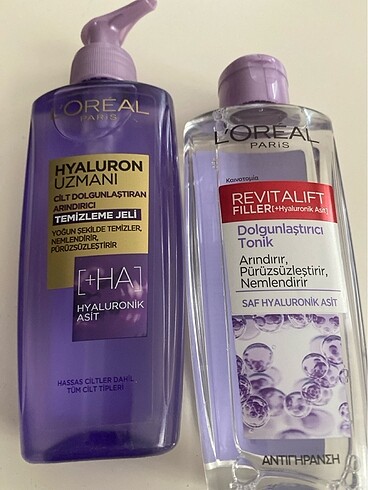 L'ORÉAL
PARIS
HYALURON
UZMANI
CİLT DOLGUNLAŞTIRAN
ARINDIRICI
TEMİZLEME JELİ
YOĞUN ŞEKİLDE TEMİZLER,
NEMLENDİRİR,
PÜRÜZSÜZLEŞTİRİR
[+HA]
HYALURONİK
ASİT
HASSAS CİLTLER DAHİL,
TÜM CİLT TİPLERİ
L'ORÉAL
PARIS
Καινοτομία
REVITALIFT
FILLER [+Hyaluronik Asit]
Dolgunlaştırıcı
Tonik
Arındırır,
Pürüzsüzleştirir,
Nemlendirir
SAF HYALURONİK ASİT
ΑΝΤΙΓΗΡΑΝΣΗ